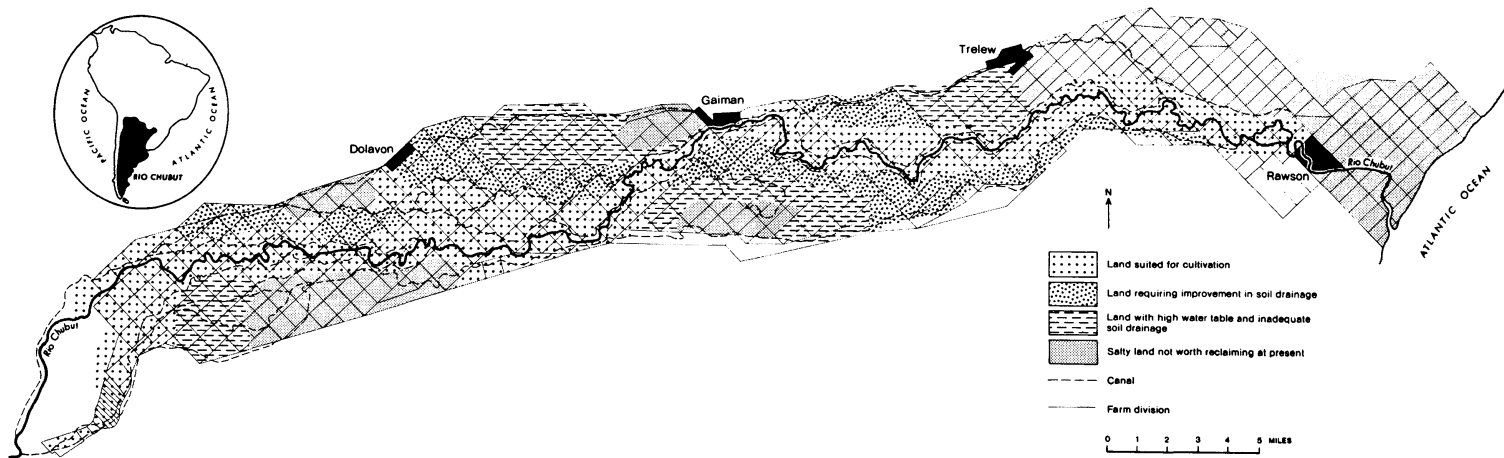 PACIFIC OCEAN
ATLANTIC OCEAN
RIO CHUBUT
Trelew
Gaiman
Dolavon
Rawson
Rio Chubut
Rio Chubut
ATLANTIC OCEAN
N
Land suited for cultivation
Land requiring improvement in soil drainage
Land with high water table and inadequate
soil drainage
Salty land not worth reclaiming at present
Canal
Farm division
0 1 2 3 4 5 MILES